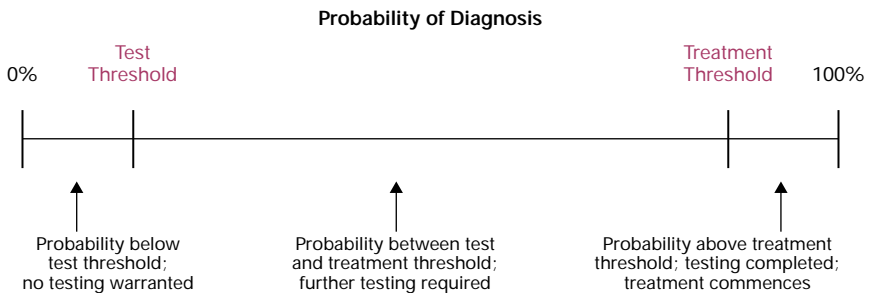 Probability of Diagnosis
Test
Threshold
Treatment
Threshold
0%
100%
Probability below
test threshold;
no testing warranted
Probability between test
and treatment threshold;
further testing required
Probability above treatment
threshold; testing completed;
treatment commences